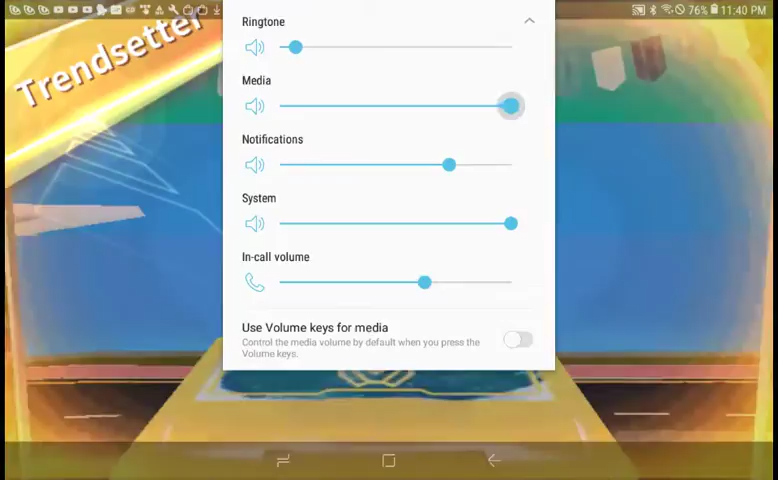 76% 11:40 PM
Trendsetter
Ringtone
Media
Notifications
System
In-call volume
Use Volume keys for media
Control the media volume by default when you press the
Volume keys.